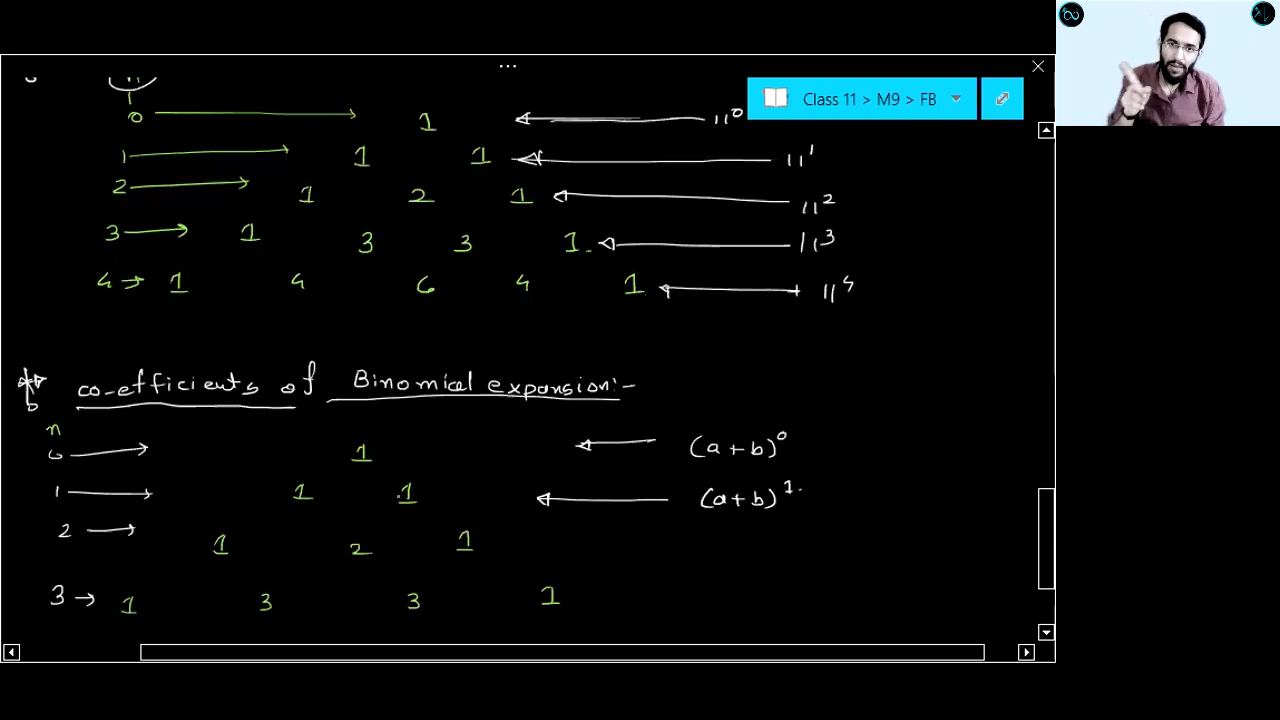 Class 11 > M9 > FB
0 1 11⁰
1 1 1 11¹
2 1 2 1 11²
3 1 3 3 1 11³
4 1 4 6 4 1 11⁴
co-efficients of Binomial expansion:-
n
0 1 (a+b)⁰
1 1 1 (a+b)¹
2 1 2 1
3 1 3 3 1